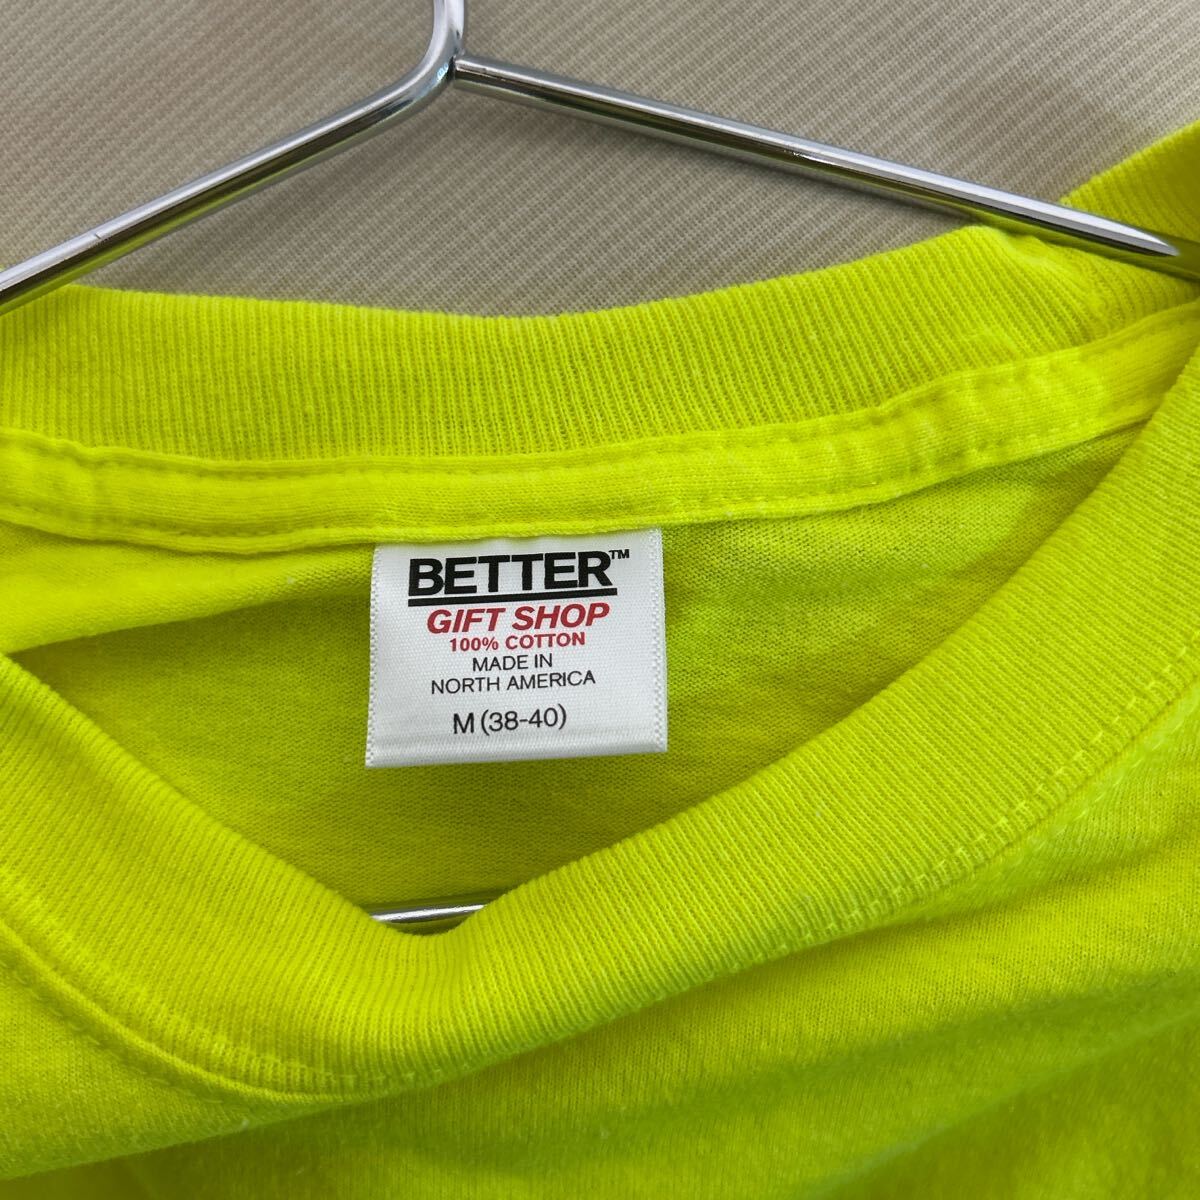 BETTER™
GIFT SHOP
100% COTTON
MADE IN
NORTH AMERICA
M (38-40)